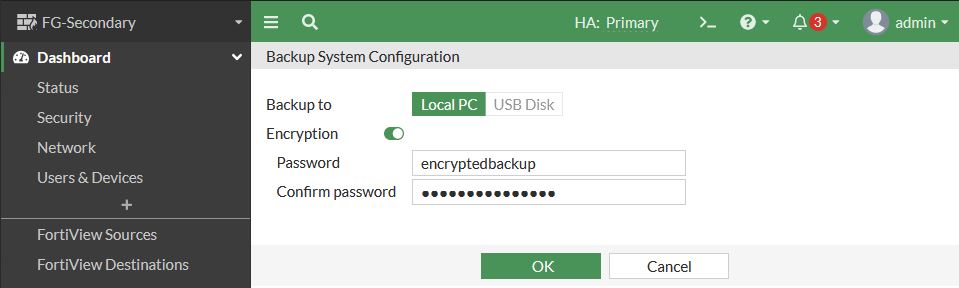 FG-Secondary
HA: Primary
>_
?
3
admin
Dashboard
Status
Security
Network
Users & Devices
+
FortiView Sources
FortiView Destinations
Backup System Configuration
Backup to Local PC USB Disk
Encryption
Password encryptedbackup
Confirm password ●●●●●●●●●●●●●●●
OK Cancel